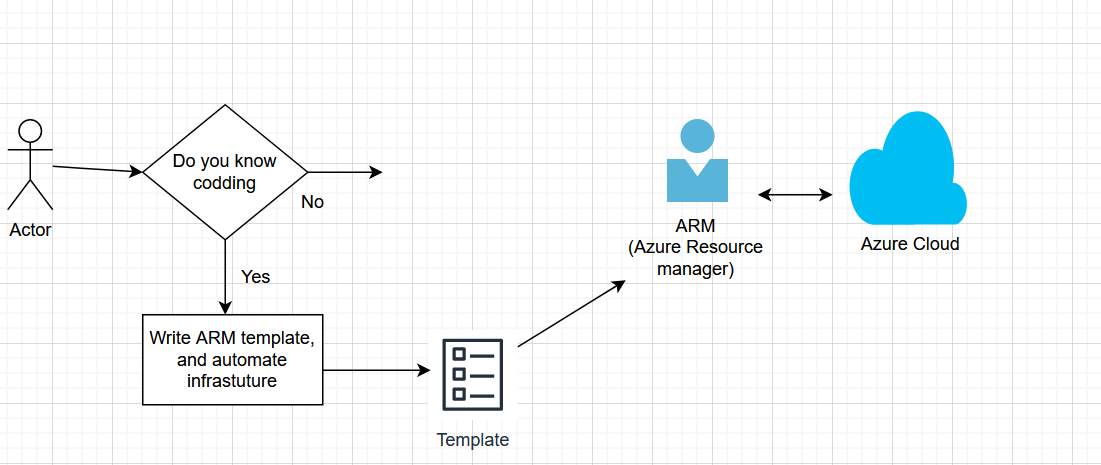 Do you know
codding
No
Actor
Yes
Write ARM template,
and automate
infrastuture
Template
ARM
(Azure Resource
manager)
Azure Cloud